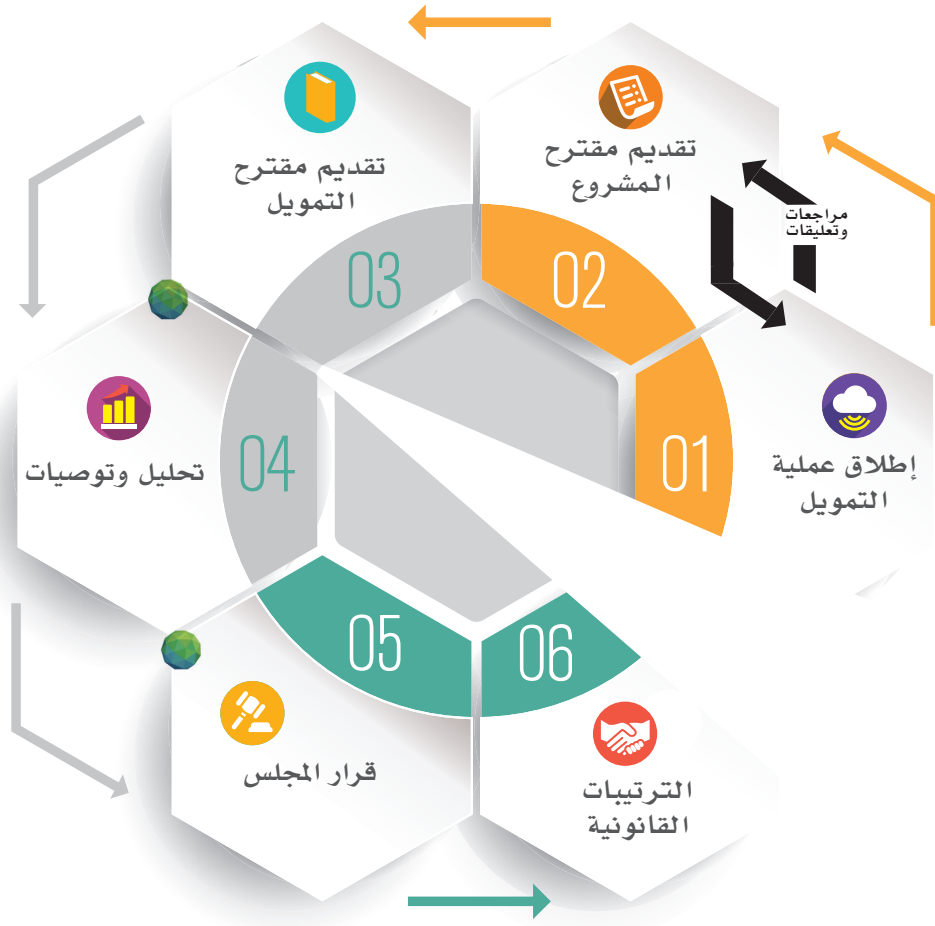 01
إطلاق عملية
التمويل
مراجعات
وتعليقات
02
تقديم مقترح
المشروع
03
تقديم مقترح
التمويل
04
تحليل وتوصيات
05
قرار المجلس
06
الترتيبات
القانونية